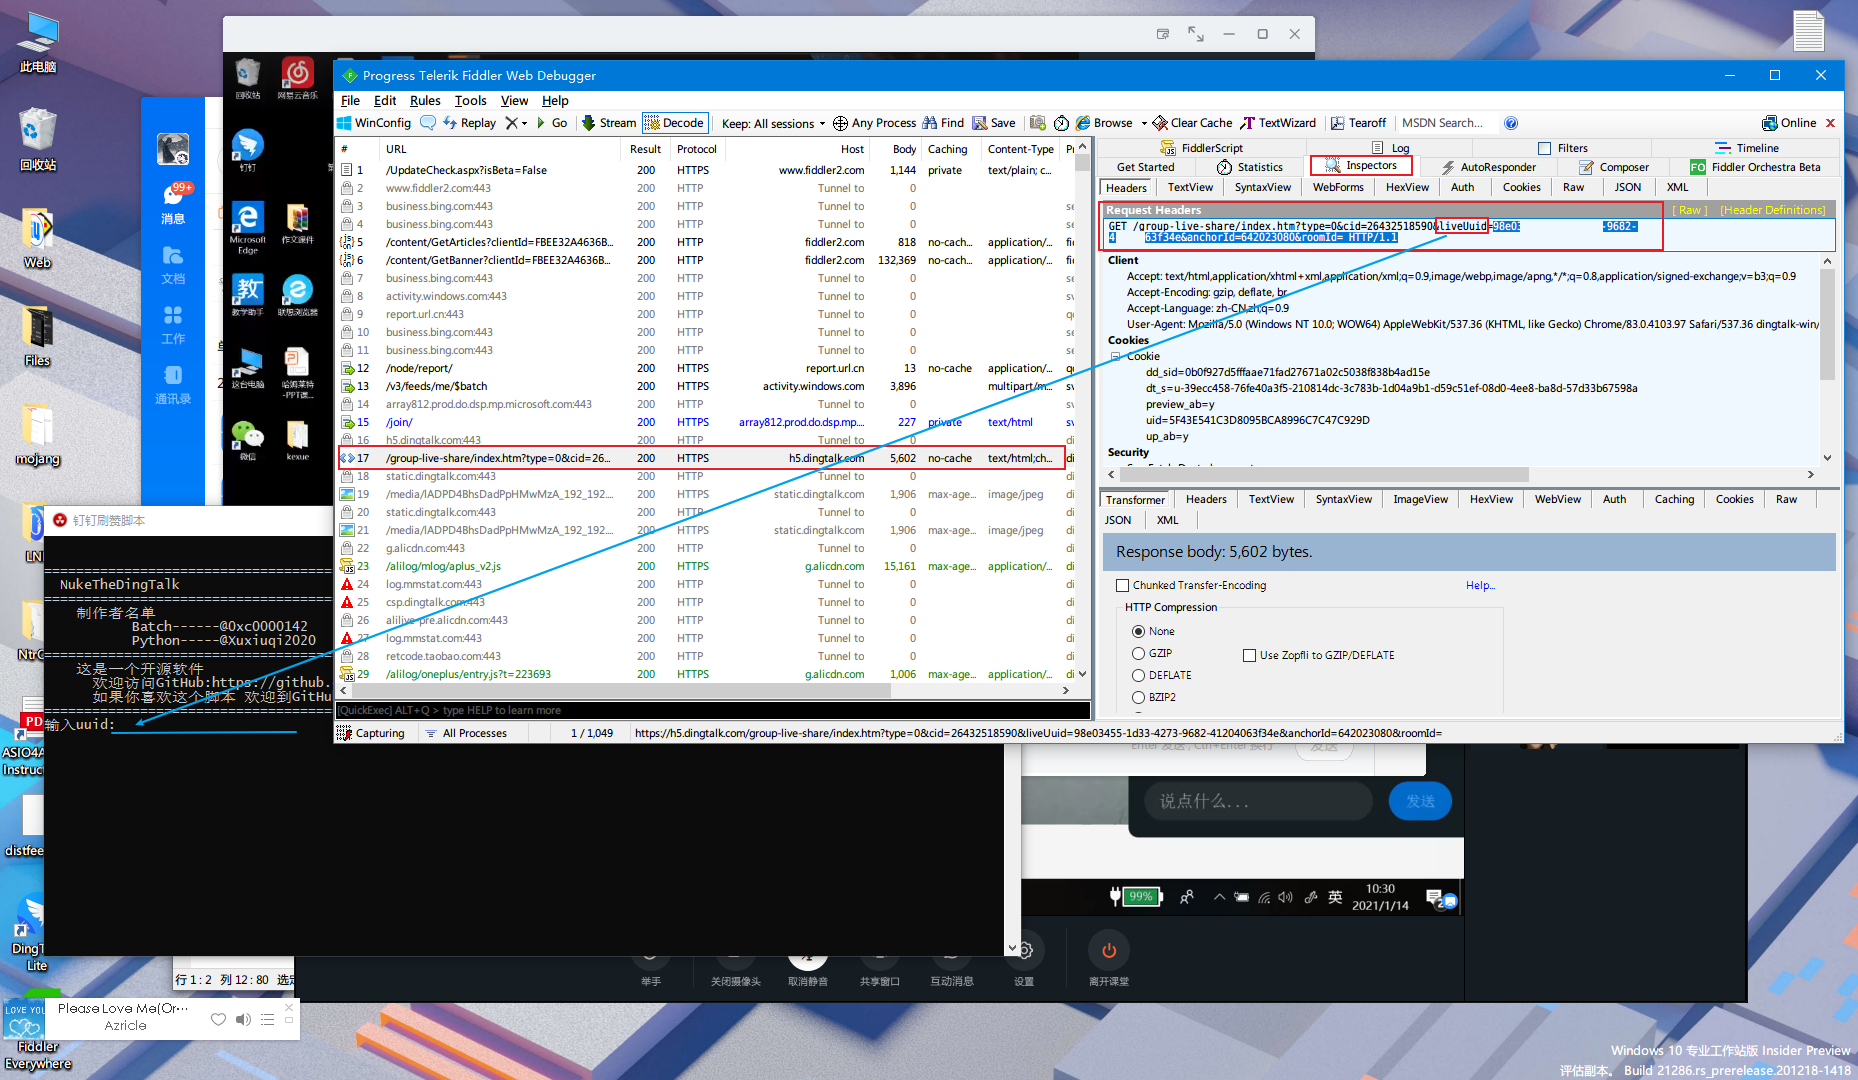 此电脑
回收站
Web
Files
mojang
ASIO4A
Instruct
distfee
Lite
Fiddler
Everywhere
99+
消息
文档
工作
通讯录
回收站
网易云音乐
钉钉
Microsoft
Edge
作文课件
教学助手
联想浏览器
这台电脑
哈姆莱特
-PPT课...
微信
kexue
Progress Telerik Fiddler Web Debugger
File Edit Rules Tools View Help
WinConfig Replay Go Stream Decode Keep: All sessions Any Process Find Save Browse Clear Cache TextWizard Tearoff MSDN Search... Online
# URL Result Protocol Host Body Caching Content-Type
1 /UpdateCheck.aspx?isBeta=False 200 HTTPS www.fiddler2.com 1,144 private text/plain; c...
2 www.fiddler2.com:443 200 HTTP Tunnel to 0
3 business.bing.com:443 200 HTTP Tunnel to 0 se
4 business.bing.com:443 200 HTTP Tunnel to 0 se
5 /content/GetArticles?clientId=FBEE32A4636B... 200 HTTPS fiddler2.com 818 no-cac... application/...
6 /content/GetBanner?clientId=FBEE32A4636B... 200 HTTPS fiddler2.com 132,369 no-cac... application/...
7 business.bing.com:443 200 HTTP Tunnel to 0 se
8 activity.windows.com:443 200 HTTP Tunnel to 0 sv
9 report.url.cn:443 200 HTTP Tunnel to 0 qq
10 business.bing.com:443 200 HTTP Tunnel to 0 se
11 business.bing.com:443 200 HTTP Tunnel to 0 se
12 /node/report/ 200 HTTPS report.url.cn 13 no-cache application/...
13 /v3/feeds/me/$batch 200 HTTPS activity.windows.com 3,896 multipart/m... sv
14 array812.prod.do.dsp.mp.microsoft.com:443 200 HTTP Tunnel to 0 sv
15 /join/ 200 HTTPS array812.prod.do.dsp.mp.... 227 private text/html sv
16 h5.dingtalk.com:443 200 HTTP Tunnel to 0 di
17 /group-live-share/index.htm?type=0&cid=26... 200 HTTPS h5.dingtalk.com 5,602 no-cache text/html;ch... di
18 static.dingtalk.com:443 200 HTTP Tunnel to 0 di
19 /media/lADPD4BhsDadPpHMwMzA_192_192.... 200 HTTPS static.dingtalk.com 1,906 max-age... image/jpeg di
20 static.dingtalk.com:443 200 HTTP Tunnel to 0 di
21 /media/lADPD4BhsDadPpHMwMzA_192_192.... 200 HTTPS static.dingtalk.com 1,906 max-age... image/jpeg di
22 g.alicdn.com:443 200 HTTP Tunnel to 0 di
23 /alilog/mlog/aplus_v2.js 200 HTTPS g.alicdn.com 15,161 max-age... application/... di
24 log.mmstat.com:443 200 HTTP Tunnel to 0 di
25 csp.dingtalk.com:443 200 HTTP Tunnel to 0 di
26 alilive-pre.alicdn.com:443 200 HTTP Tunnel to 0 di
27 log.mmstat.com:443 200 HTTP Tunnel to 0 di
28 retcode.taobao.com:443 200 HTTP Tunnel to 0 di
29 /alilog/oneplus/entry.js?t=223693 200 HTTPS g.alicdn.com 1,006 max-age... application/... di
[QuickExec] ALT+Q > type HELP to learn more
Capturing All Processes 1 / 1,049 https://h5.dingtalk.com/group-live-share/index.htm?type=0&cid=26432518590&liveUuid=98e03455-1d33-4273-9682-41204063f34e&anchorId=642023080&roomId=
FiddlerScript Log Filters Timeline
Get Started Statistics Inspectors AutoResponder Composer FO Fiddler Orchestra Beta
Headers TextView SyntaxView WebForms HexView Auth Cookies Raw JSON XML
Request Headers [ Raw ] [Header Definitions]
GET /group-live-share/index.htm?type=0&cid=26432518590&liveUuid=98e03 -9682-
4 63f34e&anchorId=642023080&roomId= HTTP/1.1
Client
Accept: text/html,application/xhtml+xml,application/xml;q=0.9,image/webp,image/apng,*/*;q=0.8,application/signed-exchange;v=b3;q=0.9
Accept-Encoding: gzip, deflate, br
Accept-Language: zh-CN,zh;q=0.9
User-Agent: Mozilla/5.0 (Windows NT 10.0; WOW64) AppleWebKit/537.36 (KHTML, like Gecko) Chrome/83.0.4103.97 Safari/537.36 dingtalk-win/
Cookies
Cookie
dd_sid=0b0f927d5fffaae71fad27671a02c5038f838b4ad15e
dt_s=u-39ecc458-76fe40a3f5-210814dc-3c783b-1d04a9b1-d59c51ef-08d0-4ee8-ba8d-57d33b67598a
preview_ab=y
uid=5F43E541C3D8095BCA8996C7C47C929D
up_ab=y
Security
Transformer Headers TextView SyntaxView ImageView HexView WebView Auth Caching Cookies Raw
JSON XML
Response body: 5,602 bytes.
Chunked Transfer-Encoding Help...
HTTP Compression
None
GZIP Use Zopfli to GZIP/DEFLATE
DEFLATE
BZIP2
钉钉刷赞脚本
NukeTheDingTalk
制作者名单
Batch------@0xc0000142
Python-----@Xuxiuqi2020
这是一个开源软件
欢迎访问GitHub:https://github.
如果你喜欢这个脚本 欢迎到GitHu
输入uuid:
说点什么... 发送
99% 英 10:30
2021/1/14
举手 关闭摄像头 取消静音 共享窗口 互动消息 设置 离开课堂
行 1 : 2 列 12 : 80 选定
Please Love Me(Or···
Azricle
Windows 10 专业工作站版 Insider Preview
评估副本。 Build 21286.rs_prerelease.201218-1418